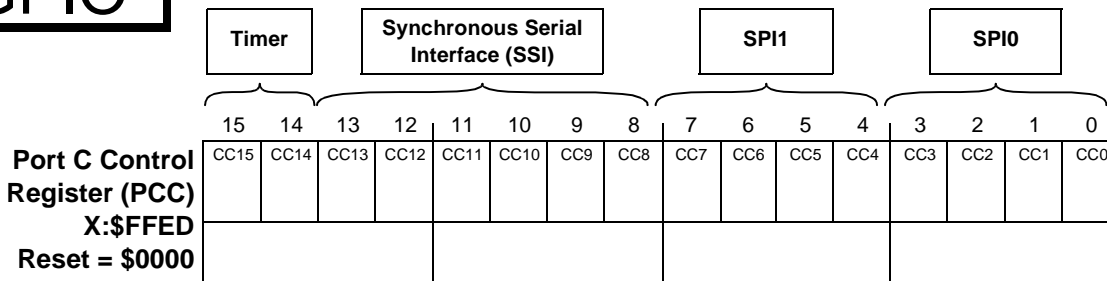 Timer
Synchronous Serial
Interface (SSI)
SPI1
SPI0
15 14 13 12 11 10 9 8 7 6 5 4 3 2 1 0
Port C Control
Register (PCC)
X:$FFED
Reset = $0000
CC15 CC14 CC13 CC12 CC11 CC10 CC9 CC8 CC7 CC6 CC5 CC4 CC3 CC2 CC1 CC0